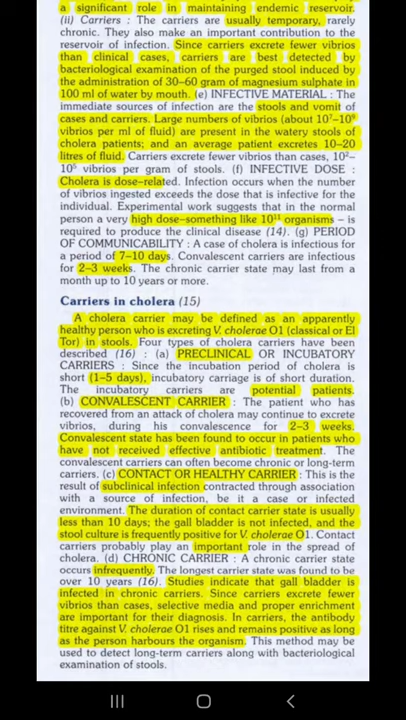 a significant role in maintaining endemic reservoir.
(ii) Carriers : The carriers are usually temporary, rarely
chronic. They also make an important contribution to the
reservoir of infection. Since carriers excrete fewer vibrios
than clinical cases, carriers are best detected by
bacteriological examination of the purged stool induced by
the administration of 30–60 gram of magnesium sulphate in
100 ml of water by mouth. (e) INFECTIVE MATERIAL : The
immediate sources of infection are the stools and vomit of
cases and carriers. Large numbers of vibrios (about 10⁷–10⁹
vibrios per ml of fluid) are present in the watery stools of
cholera patients; and an average patient excretes 10–20
litres of fluid. Carriers excrete fewer vibrios than cases, 10²–
10⁵ vibrios per gram of stools. (f) INFECTIVE DOSE :
Cholera is dose–related. Infection occurs when the number
of vibrios ingested exceeds the dose that is infective for the
individual. Experimental work suggests that in the normal
person a very high dose–something like 10¹¹ organisms – is
required to produce the clinical disease (14). (g) PERIOD
OF COMMUNICABILITY : A case of cholera is infectious for
a period of 7–10 days. Convalescent carriers are infectious
for 2–3 weeks. The chronic carrier state may last from a
month up to 10 years or more.
Carriers in cholera (15)
A cholera carrier may be defined as an apparently
healthy person who is excreting V. cholerae O1 (classical or El
Tor) in stools. Four types of cholera carriers have been
described (16) : (a) PRECLINICAL OR INCUBATORY
CARRIERS : Since the incubation period of cholera is
short (1–5 days), incubatory carriage is of short duration.
The incubatory carriers are potential patients.
(b) CONVALESCENT CARRIER : The patient who has
recovered from an attack of cholera may continue to excrete
vibrios, during his convalescence for 2–3 weeks.
Convalescent state has been found to occur in patients who
have not received effective antibiotic treatment. The
convalescent carriers can often become chronic or long-term
carriers. (c) CONTACT OR HEALTHY CARRIER : This is the
result of subclinical infection contracted through association
with a source of infection, be it a case or infected
environment. The duration of contact carrier state is usually
less than 10 days; the gall bladder is not infected, and the
stool culture is frequently positive for V. cholerae O1. Contact
carriers probably play an important role in the spread of
cholera. (d) CHRONIC CARRIER : A chronic carrier state
occurs infrequently. The longest carrier state was found to be
over 10 years (16). Studies indicate that gall bladder is
infected in chronic carriers. Since carriers excrete fewer
vibrios than cases, selective media and proper enrichment
are important for their diagnosis. In carriers, the antibody
titre against V. cholerae O1 rises and remains positive as long
as the person harbours the organism. This method may be
used to detect long-term carriers along with bacteriological
examination of stools.